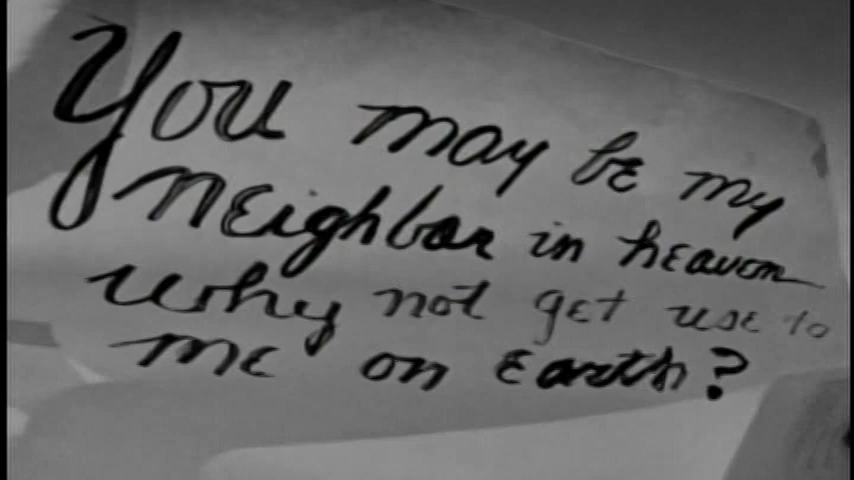 You may be my
neighbor in heaven
why not get use to
me on Earth?